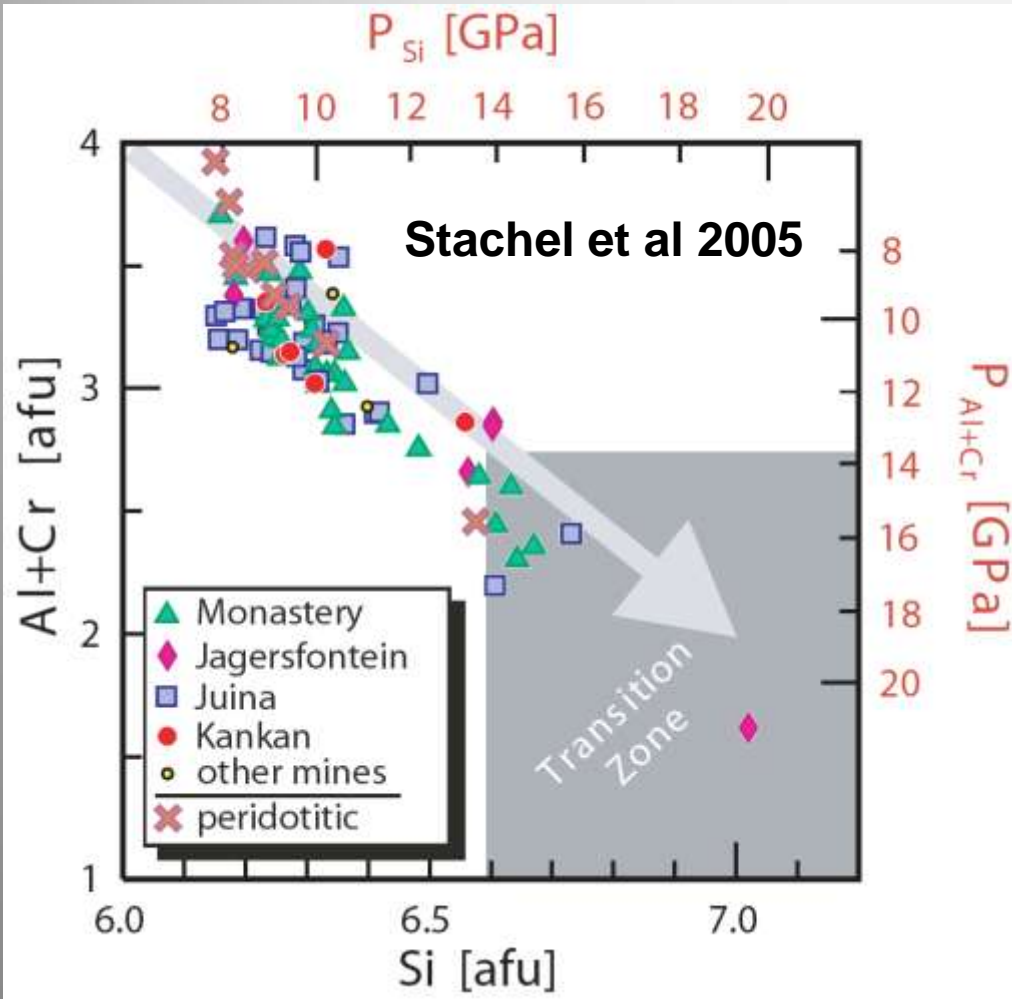 P Si [GPa]
8 10 12 14 16 18 20
4
3
2
1
Al+Cr [afu]
Stachel et al 2005
8
10
12
14
16
18
20
P Al+Cr [GPa]
Monastery
Jagersfontein
Juina
Kankan
other mines
peridotitic
Transition
Zone
6.0 6.5 7.0
Si [afu]